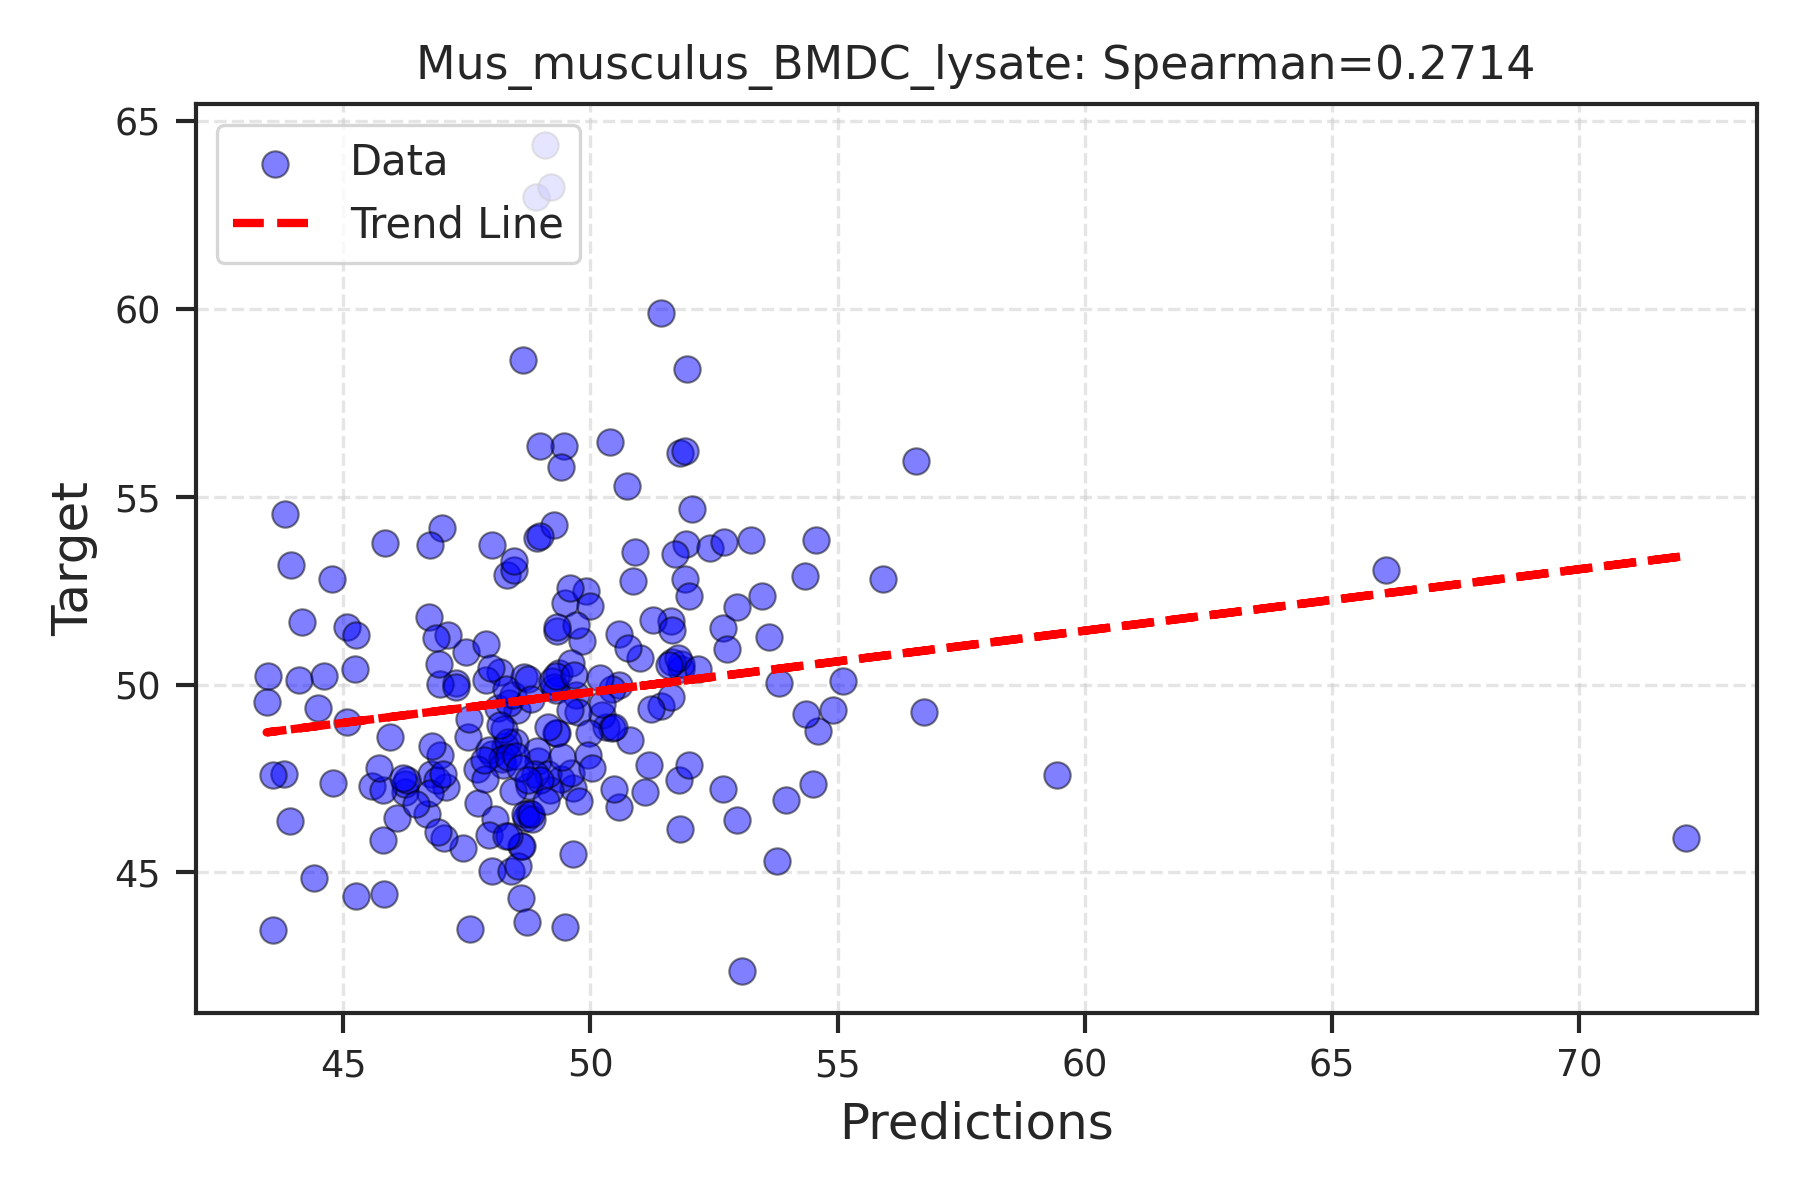 Mus_musculus_BMDC_lysate: Spearman=0.2714
65
60
55
50
45
Target
Data
Trend Line
45
50
55
60
65
70
Predictions